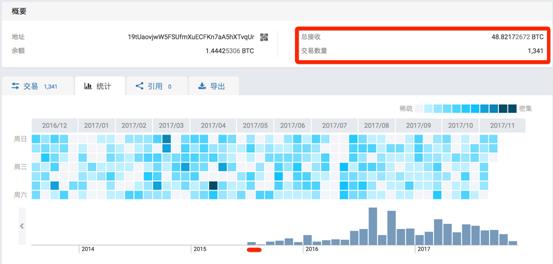 概要
地址 19tUaovjwW5FSUfmXuECFKn7aA5hXTvqUr
余额 1.44425306 BTC
总接收 48.82172672 BTC
交易数量 1,341
交易 1,341 统计 引用 0 导出
稀疏 密集
2016/12 2017/01 2017/02 2017/03 2017/04 2017/05 2017/06 2017/07 2017/08 2017/09 2017/10 2017/11
周日
周三
周六
2014 2015 2016 2017